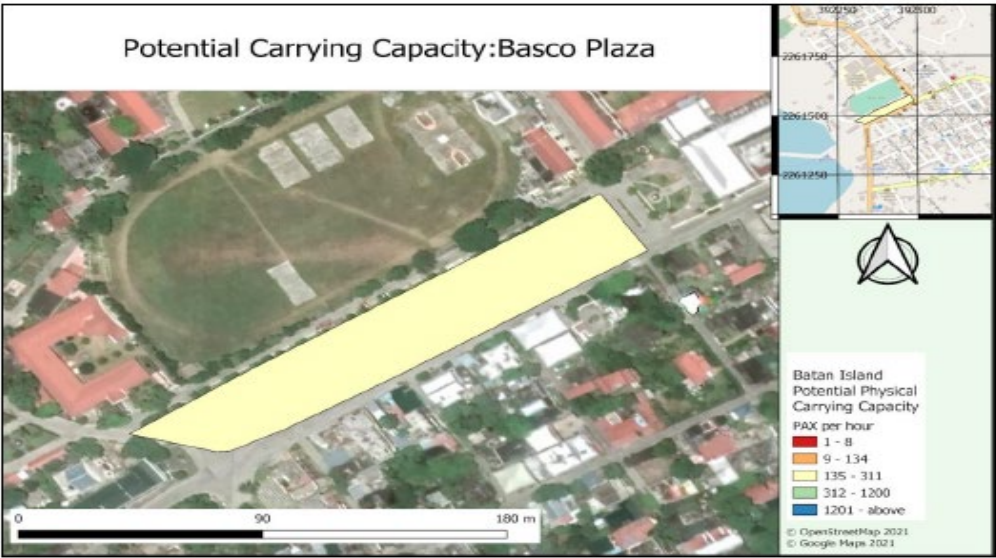 Potential Carrying Capacity:Basco Plaza
392250 392500
2261750
2261500
2261250
Batan Island
Potential Physical
Carrying Capacity
PAX per hour
1 - 8
9 - 134
135 - 311
312 - 1200
1201 - above
© OpenStreetMap 2021
© Google Maps 2021
0 90 180 m